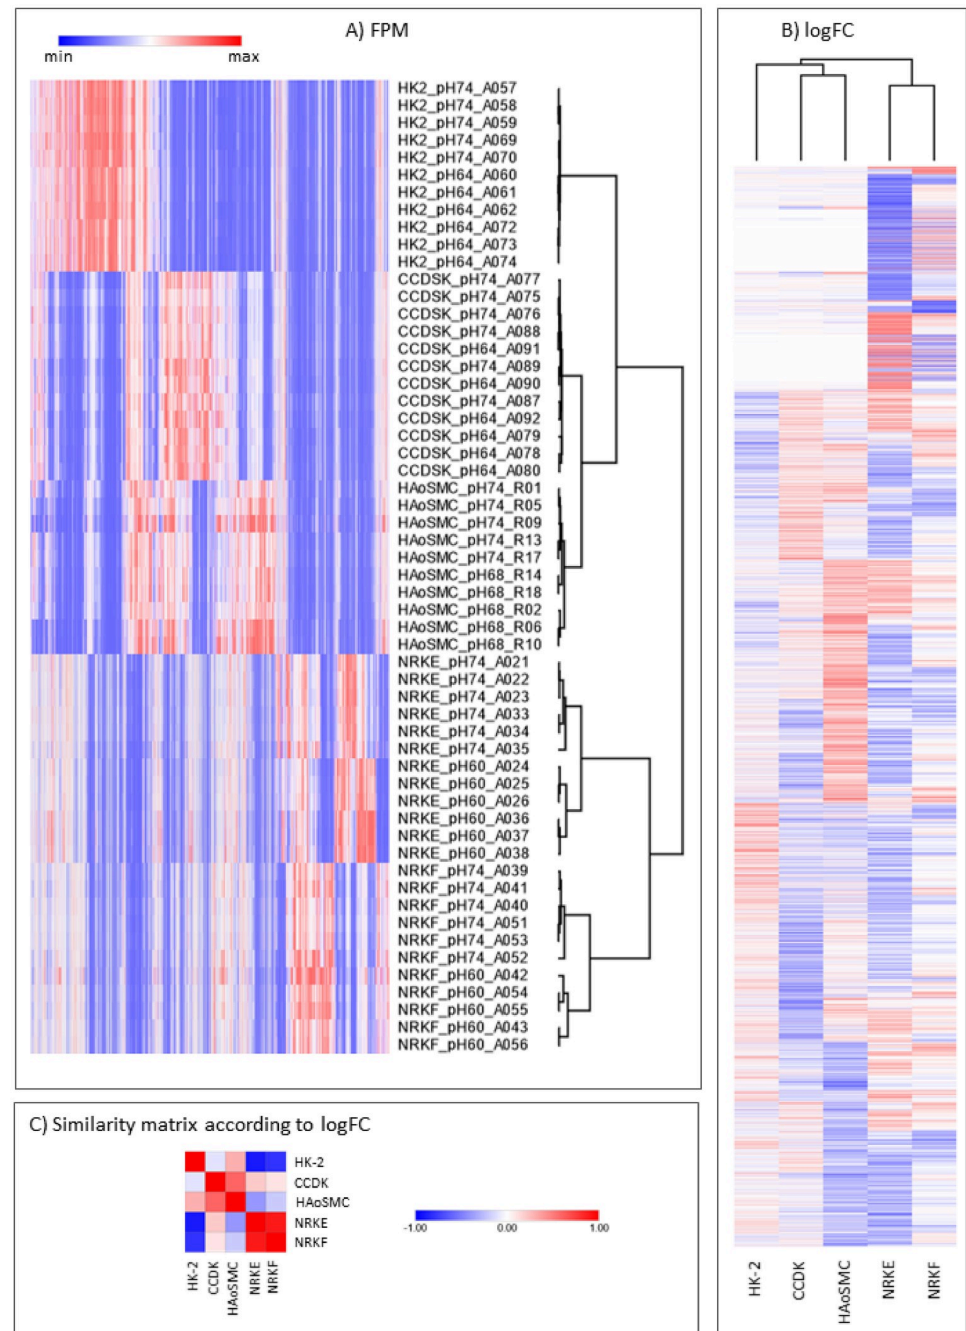 A) FPM
min max
HK2_pH74_A057
HK2_pH74_A058
HK2_pH74_A059
HK2_pH74_A069
HK2_pH74_A070
HK2_pH64_A060
HK2_pH64_A061
HK2_pH64_A062
HK2_pH64_A072
HK2_pH64_A073
HK2_pH64_A074
CCDSK_pH74_A077
CCDSK_pH74_A075
CCDSK_pH74_A076
CCDSK_pH74_A088
CCDSK_pH64_A091
CCDSK_pH74_A089
CCDSK_pH64_A090
CCDSK_pH74_A087
CCDSK_pH64_A092
CCDSK_pH64_A079
CCDSK_pH64_A078
CCDSK_pH64_A080
HAoSMC_pH74_R01
HAoSMC_pH74_R05
HAoSMC_pH74_R09
HAoSMC_pH74_R13
HAoSMC_pH74_R17
HAoSMC_pH68_R14
HAoSMC_pH68_R18
HAoSMC_pH68_R02
HAoSMC_pH68_R06
HAoSMC_pH68_R10
NRKE_pH74_A021
NRKE_pH74_A022
NRKE_pH74_A023
NRKE_pH74_A033
NRKE_pH74_A034
NRKE_pH74_A035
NRKE_pH60_A024
NRKE_pH60_A025
NRKE_pH60_A026
NRKE_pH60_A036
NRKE_pH60_A037
NRKE_pH60_A038
NRKF_pH74_A039
NRKF_pH74_A041
NRKF_pH74_A040
NRKF_pH74_A051
NRKF_pH74_A053
NRKF_pH74_A052
NRKF_pH60_A042
NRKF_pH60_A054
NRKF_pH60_A055
NRKF_pH60_A043
NRKF_pH60_A056
B) logFC
HK-2
CCDK
HAoSMC
NRKE
NRKF
C) Similarity matrix according to logFC
HK-2
CCDK
HAoSMC
NRKE
NRKF
HK-2
CCDK
HAoSMC
NRKE
NRKF
-1.00 0.00 1.00